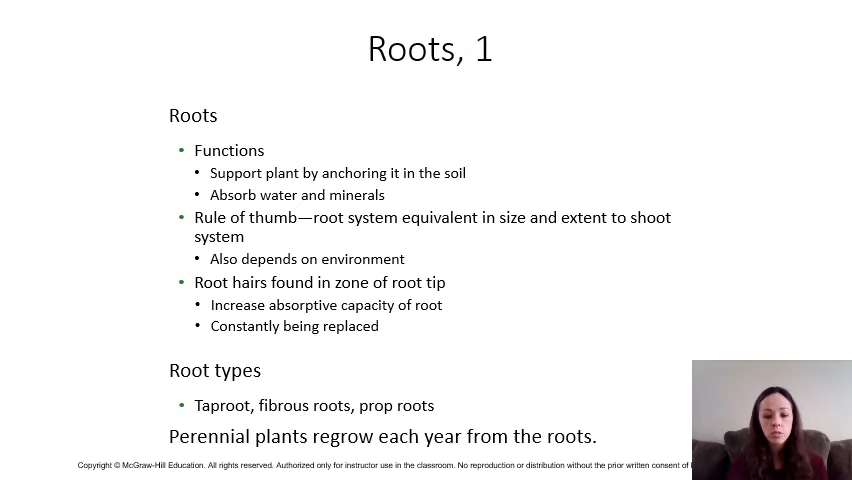 Roots, 1
Roots
• Functions
• Support plant by anchoring it in the soil
• Absorb water and minerals
• Rule of thumb—root system equivalent in size and extent to shoot
system
• Also depends on environment
• Root hairs found in zone of root tip
• Increase absorptive capacity of root
• Constantly being replaced
Root types
• Taproot, fibrous roots, prop roots
Perennial plants regrow each year from the roots.
Copyright © McGraw-Hill Education. All rights reserved. Authorized only for instructor use in the classroom. No reproduction or distribution without the prior written consent of